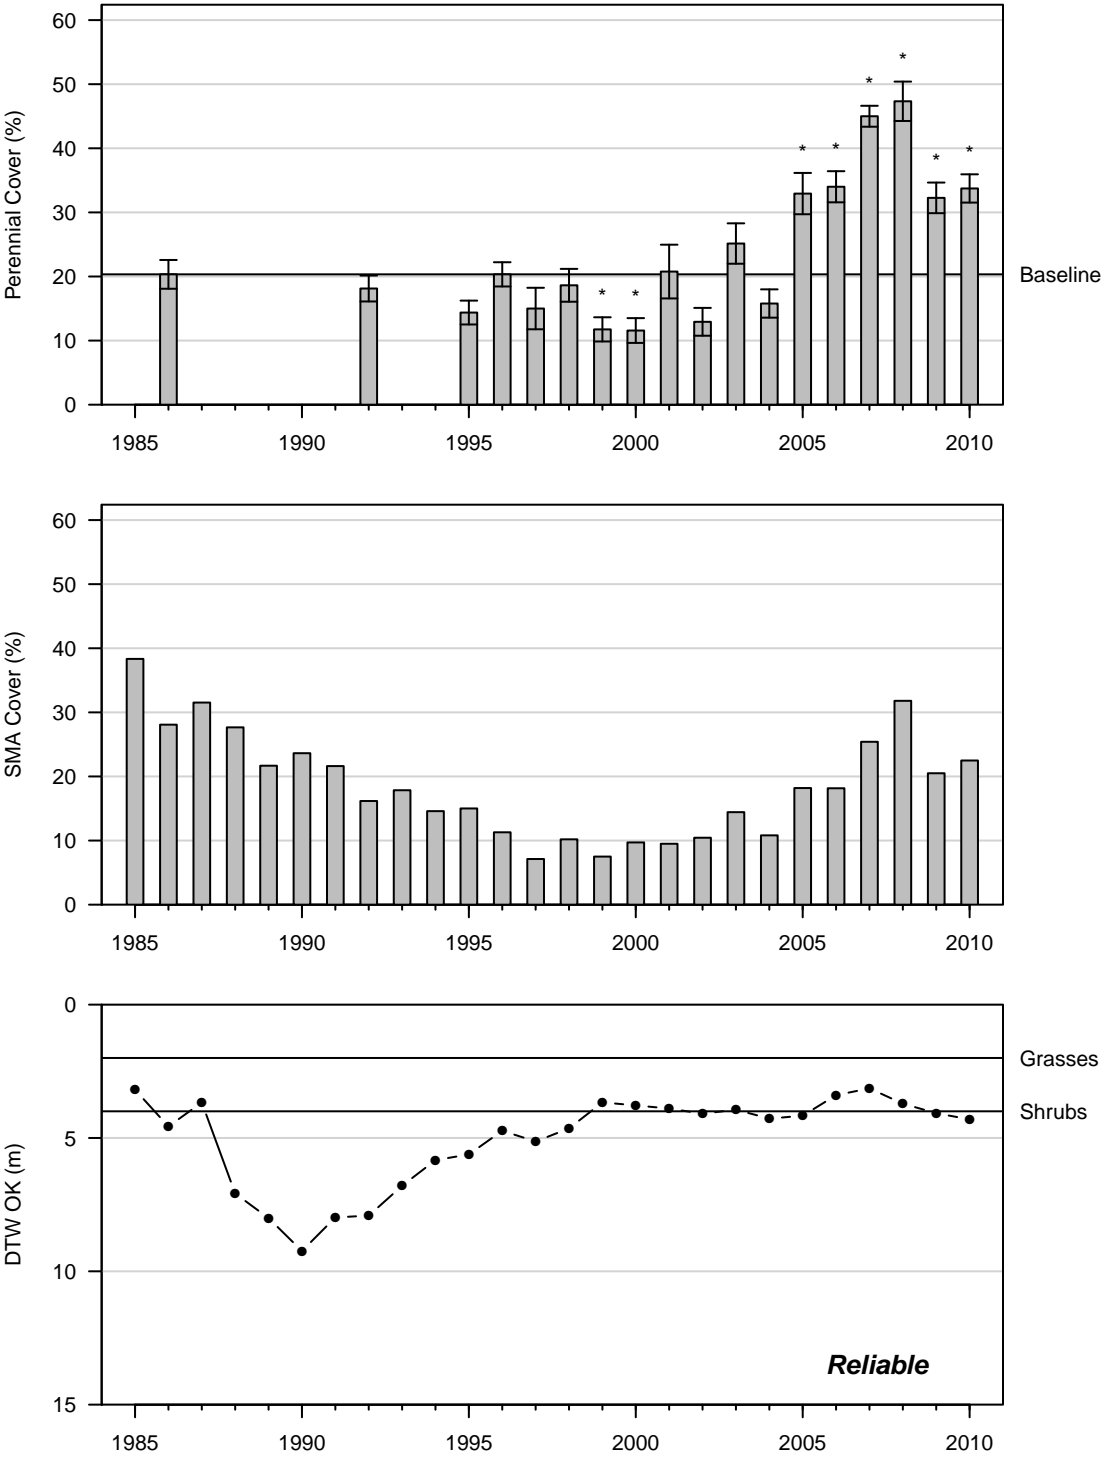 Perennial Cover (%)
60
50
40
30
20
10
0
* * * * * * * *
Baseline
1985 1990 1995 2000 2005 2010
SMA Cover (%)
60
50
40
30
20
10
0
1985 1990 1995 2000 2005 2010
DTW OK (m)
0
5
10
15
Grasses
Shrubs
Reliable
1985 1990 1995 2000 2005 2010